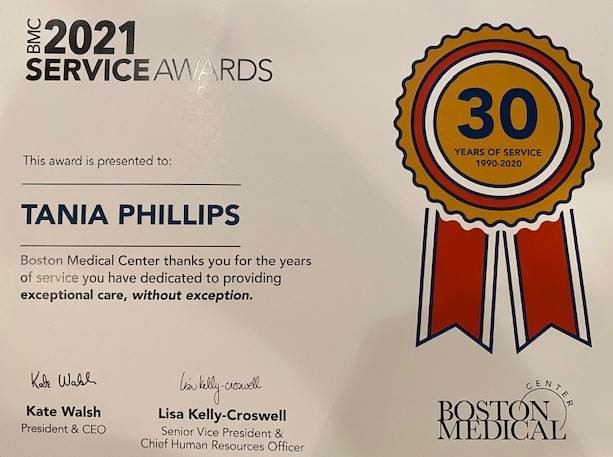 BMC 2021
SERVICE AWARDS
This award is presented to:
TANIA PHILLIPS
Boston Medical Center thanks you for the years
of service you have dedicated to providing
exceptional care, without exception.
30
YEARS OF SERVICE
1990-2020
Kate Walsh
Kate Walsh
President & CEO
Lisa Kelly-Croswell
Lisa Kelly-Croswell
Senior Vice President &
Chief Human Resources Officer
CENTER
BOSTON
MEDICAL